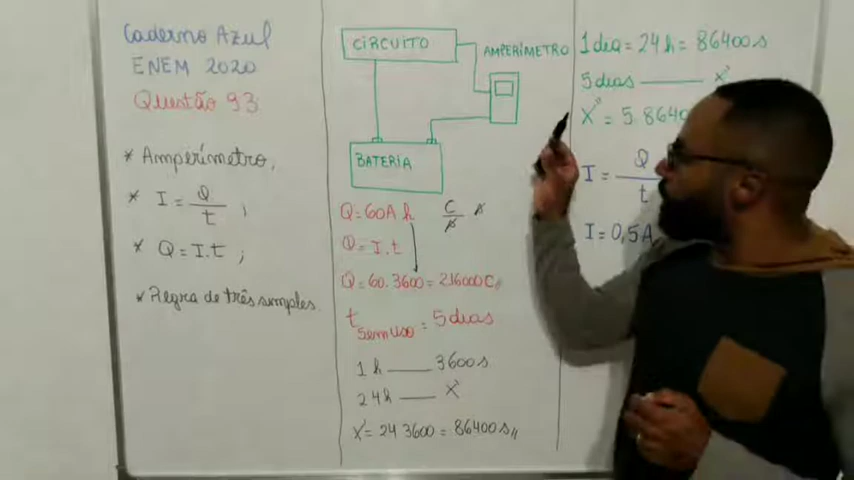 Caderno Azul
ENEM 2020
Questão 93
* Amperímetro,
* I = Q/t ;
* Q = I.t ;
* Regra de três simples.
CIRCUITO
AMPERÍMETRO
BATERIA
Q = 60A h C/s s
Q = I.t
Q = 60.3600 = 216000C
t sem uso = 5 dias
1 h ——— 3600 s
24h ——— X'
X' = 24 3600 = 86400 s
1 dia = 24 h = 86400 s
5 dias ——— X''
X'' = 5 8640
I = Q/t
I = 0,5A